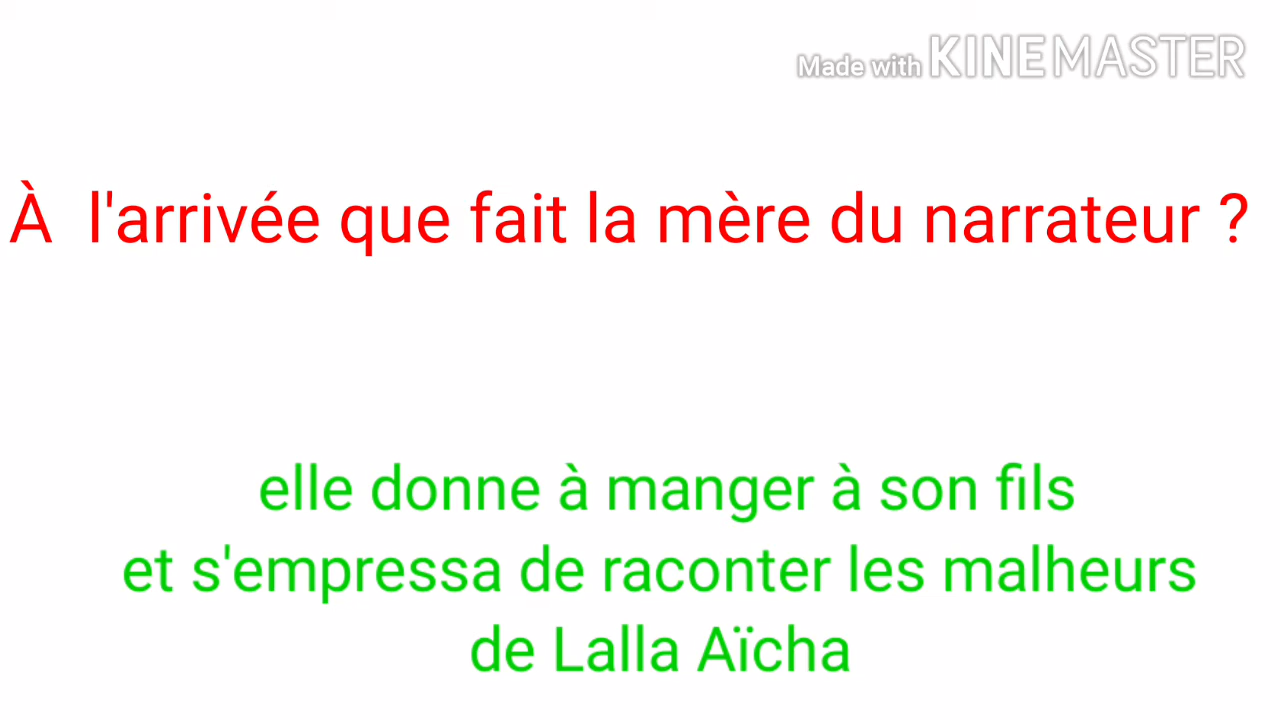 Made with KINEMASTER
À l'arrivée que fait la mère du narrateur ?
elle donne à manger à son fils
et s'empressa de raconter les malheurs
de Lalla Aïcha